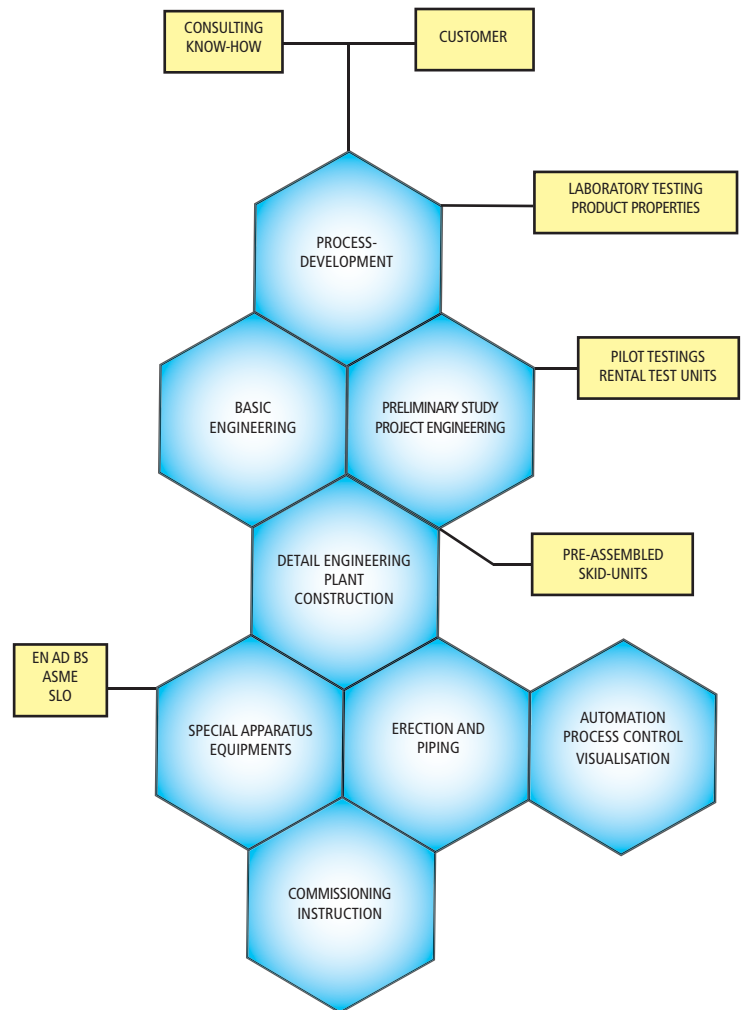 CONSULTING
KNOW-HOW
CUSTOMER
LABORATORY TESTING
PRODUCT PROPERTIES
PROCESS-
DEVELOPMENT
PILOT TESTINGS
RENTAL TEST UNITS
BASIC
ENGINEERING
PRELIMINARY STUDY
PROJECT ENGINEERING
DETAIL ENGINEERING
PLANT
CONSTRUCTION
PRE-ASSEMBLED
SKID-UNITS
EN AD BS
ASME
SLO
SPECIAL APPARATUS
EQUIPMENTS
ERECTION AND
PIPING
AUTOMATION
PROCESS CONTROL
VISUALISATION
COMMISSIONING
INSTRUCTION